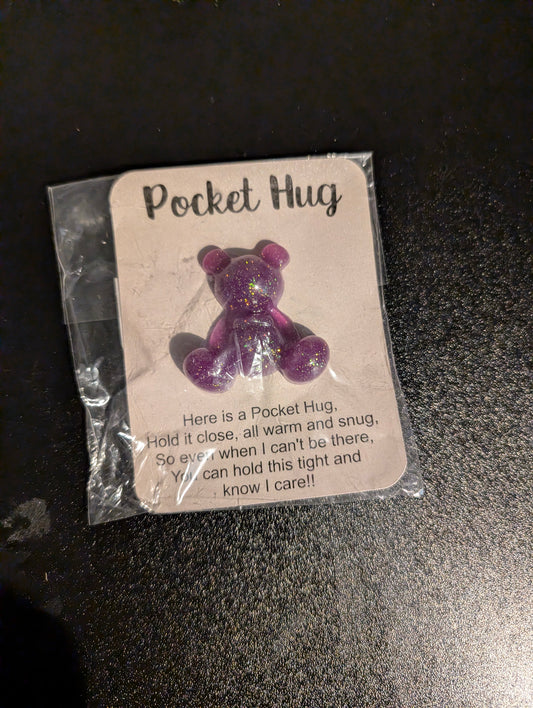 Pocket Hug
Here is a Pocket Hug,
Hold it close, all warm and snug,
So even when I can't be there,
You can hold this tight and
know I care!!